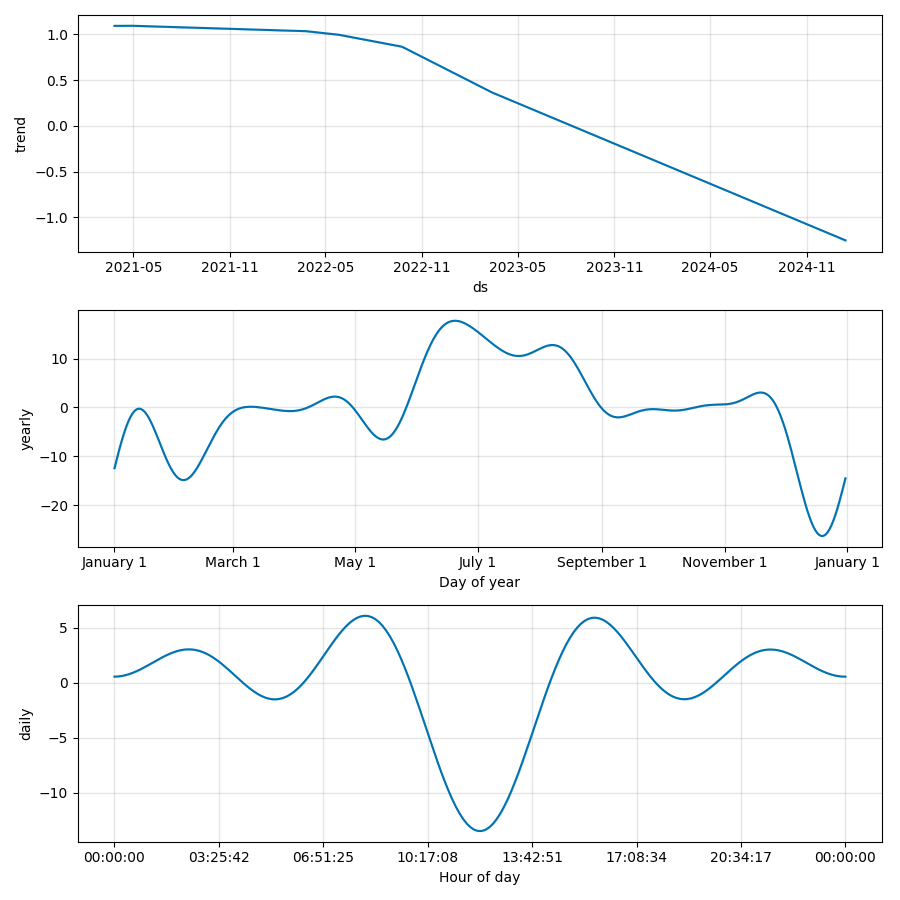 1.0
0.5
0.0
−0.5
−1.0
trend
2021-05 2021-11 2022-05 2022-11 2023-05 2023-11 2024-05 2024-11
ds
10
0
−10
−20
yearly
January 1 March 1 May 1 July 1 September 1 November 1 January 1
Day of year
5
0
−5
−10
daily
00:00:00 03:25:42 06:51:25 10:17:08 13:42:51 17:08:34 20:34:17 00:00:00
Hour of day